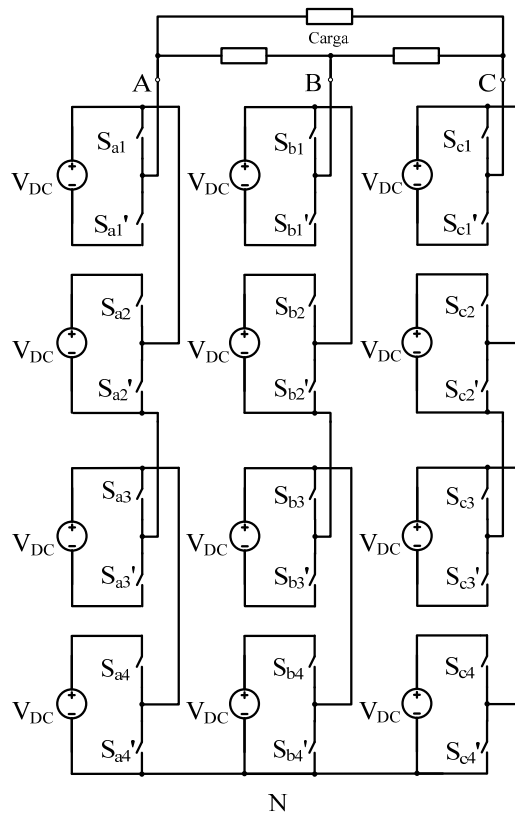 Carga
A B C
S_a1 S_b1 S_c1
V_DC V_DC V_DC
S_a1' S_b1' S_c1'
S_a2 S_b2 S_c2
V_DC V_DC V_DC
S_a2' S_b2' S_c2'
S_a3 S_b3 S_c3
V_DC V_DC V_DC
S_a3' S_b3' S_c3'
S_a4 S_b4 S_c4
V_DC V_DC V_DC
S_a4' S_b4' S_c4'
N